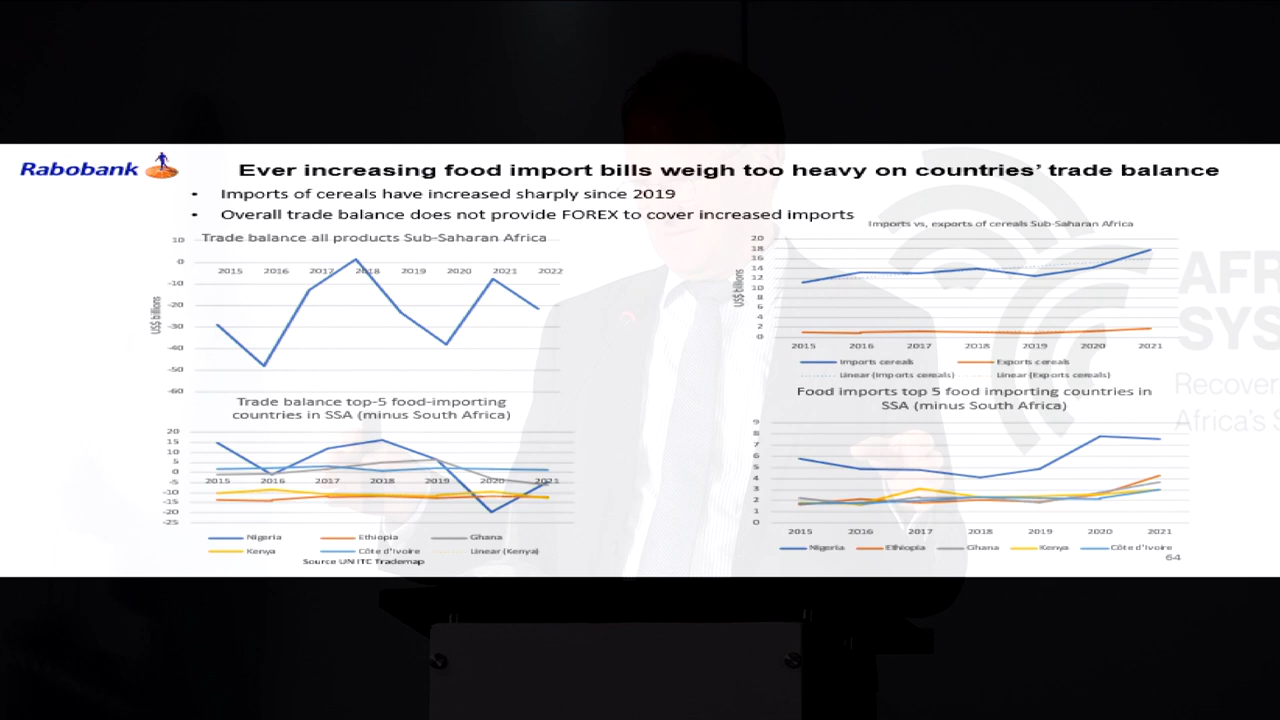 Rabobank
Ever increasing food import bills weigh too heavy on countries’ trade balance
• Imports of cereals have increased sharply since 2019
• Overall trade balance does not provide FOREX to cover increased imports
Trade balance all products Sub-Saharan Africa
10
0
-10
-20
-30
-40
-50
-60
US$ billions
2015 2016 2017 2018 2019 2020 2021 2022
Imports vs, exports of cereals Sub-Saharan Africa
20
18
16
14
12
10
8
6
4
2
0
US$ billions
2015 2016 2017 2018 2019 2020 2021
Imports cereals Exports cereals
Linear (Imports cereals) Linear (Exports cereals)
Trade balance top-5 food-importing
countries in SSA (minus South Africa)
20
15
10
5
0
-5
-10
-15
-20
-25
2015 2016 2017 2018 2019 2020 2021
Nigeria Ethiopia Ghana
Kenya Côte d'Ivoire Linear (Kenya)
Source UN ITC Trademap
Food imports top 5 food importing countries in
SSA (minus South Africa)
9
8
7
6
5
4
3
2
1
0
2015 2016 2017 2018 2019 2020 2021
Nigeria Ethiopia Ghana Kenya Côte d'Ivoire
64
AFR
SYS
Recover
Africa's S